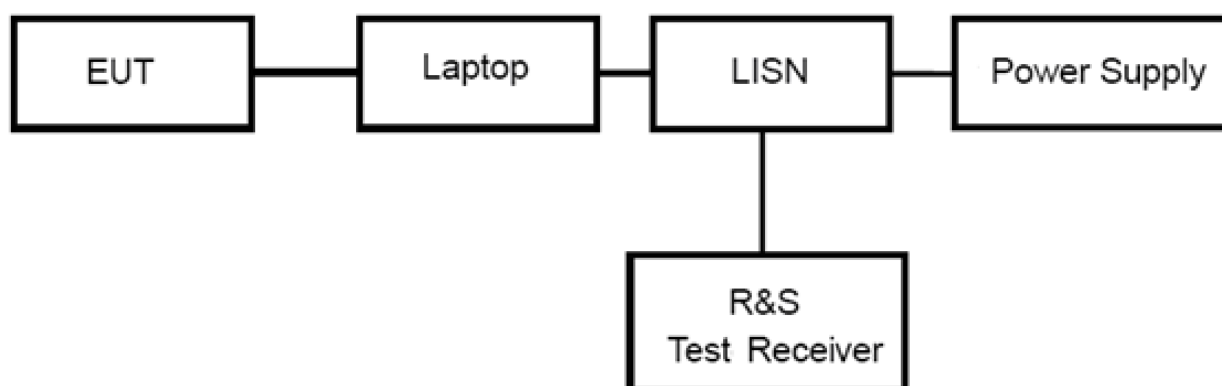 EUT
Laptop
LISN
Power Supply
R&S
Test Receiver